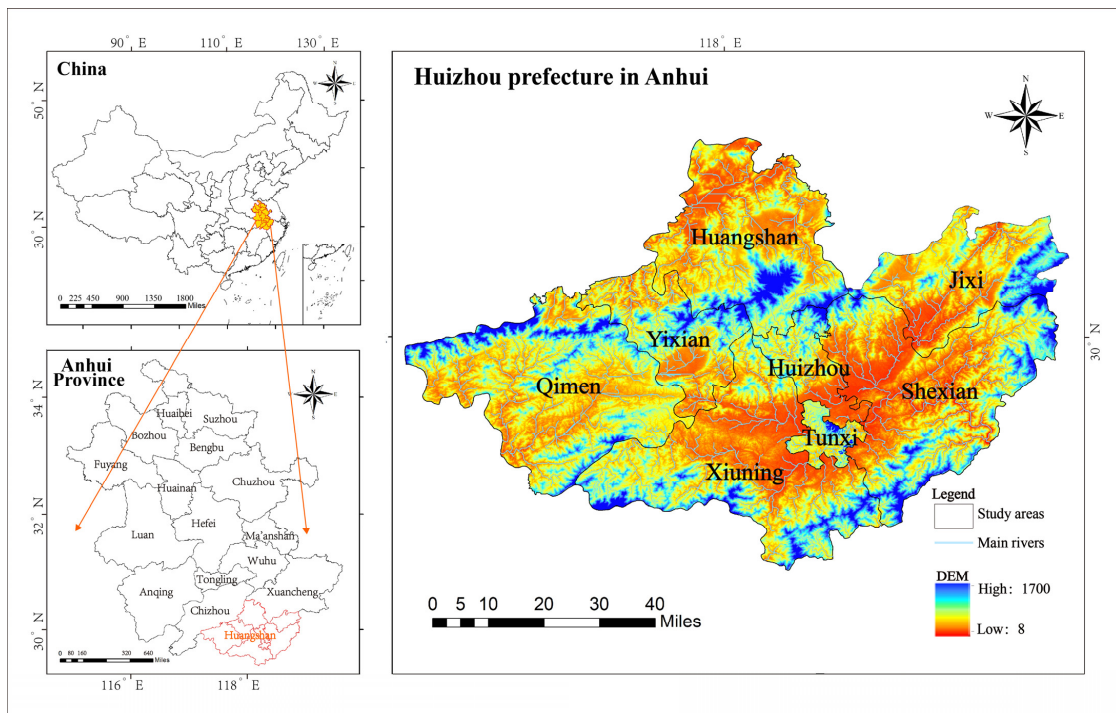 90° E 110° E 130° E
China
N
50° N
30° N
0 225 450 900 1350 1800
Miles
Anhui
Province
N
W E
S
34° N
32° N
30° N
Huaibei
Suzhou
Bozhou
Bengbu
Fuyang
Huainan
Chuzhou
Hefei
Luan
Ma'anshan
Wuhu
Tongling
Anqing
Xuancheng
Chizhou
Huangshan
0 80 160 320 640
Miles
116° E 118° E
118° E
Huizhou prefecture in Anhui
N
W E
S
30° N
Huangshan
Jixi
Yixian
Huizhou
Qimen
Shexian
Tunxi
Xiuning
Legend
Study areas
Main rivers
DEM
High: 1700
Low: 8
0 5 10 20 30 40
Miles